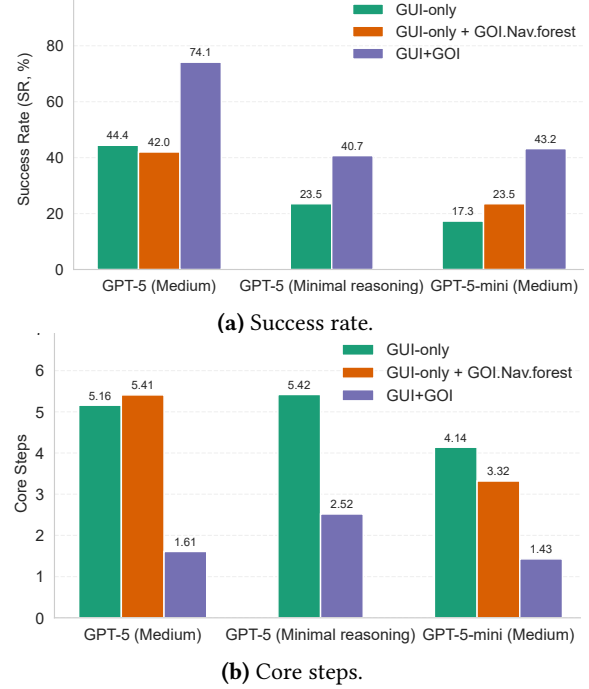 GUI-only
GUI-only + GOI.Nav.forest
GUI+GOI
Success Rate (SR, %)
80
60
40
20
0
44.4
42.0
74.1
23.5
40.7
17.3
23.5
43.2
GPT-5 (Medium)
GPT-5 (Minimal reasoning)
GPT-5-mini (Medium)
(a) Success rate.
GUI-only
GUI-only + GOI.Nav.forest
GUI+GOI
Core Steps
6
5
4
3
2
1
0
5.16
5.41
1.61
5.42
2.52
4.14
3.32
1.43
GPT-5 (Medium)
GPT-5 (Minimal reasoning)
GPT-5-mini (Medium)
(b) Core steps.